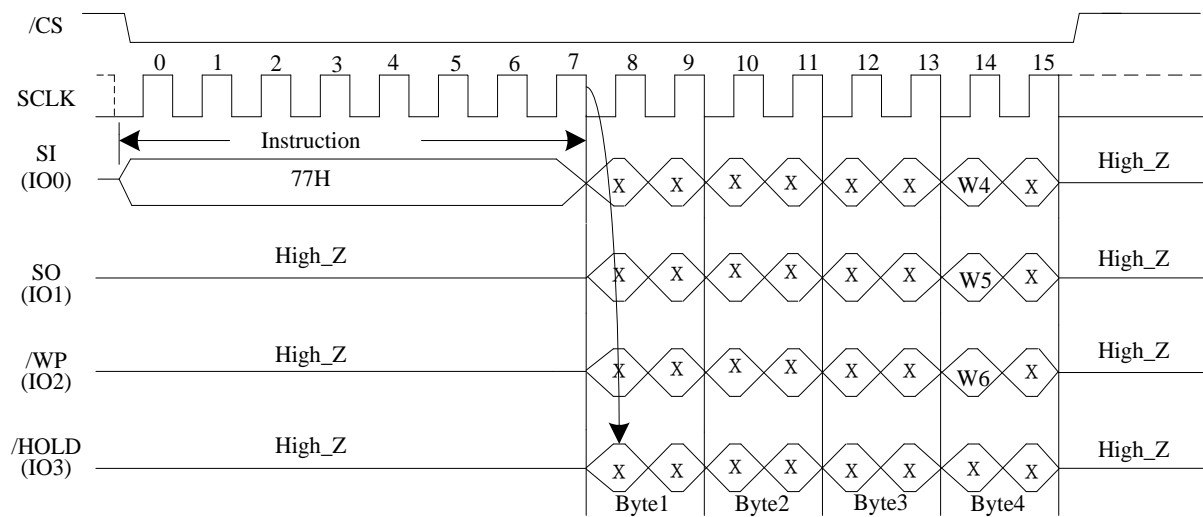 /CS
0 1 2 3 4 5 6 7 8 9 10 11 12 13 14 15
SCLK
Instruction
SI
(IO0)
77H
X X X X X X W4 X
High_Z
SO
(IO1)
High_Z
X X X X X X W5 X
High_Z
/WP
(IO2)
High_Z
X X X X X X W6 X
High_Z
/HOLD
(IO3)
High_Z
X X X X X X X X
High_Z
Byte1 Byte2 Byte3 Byte4